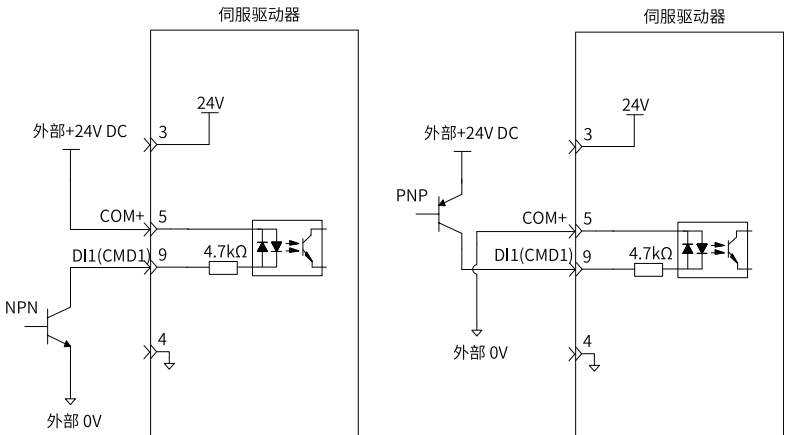 伺服驱动器
24V
3
外部+24V DC
COM+
5
DI1(CMD1)
9
4.7kΩ
NPN
4
外部 0V
伺服驱动器
24V
3
外部+24V DC
PNP
COM+
5
DI1(CMD1)
9
4.7kΩ
4
外部 0V